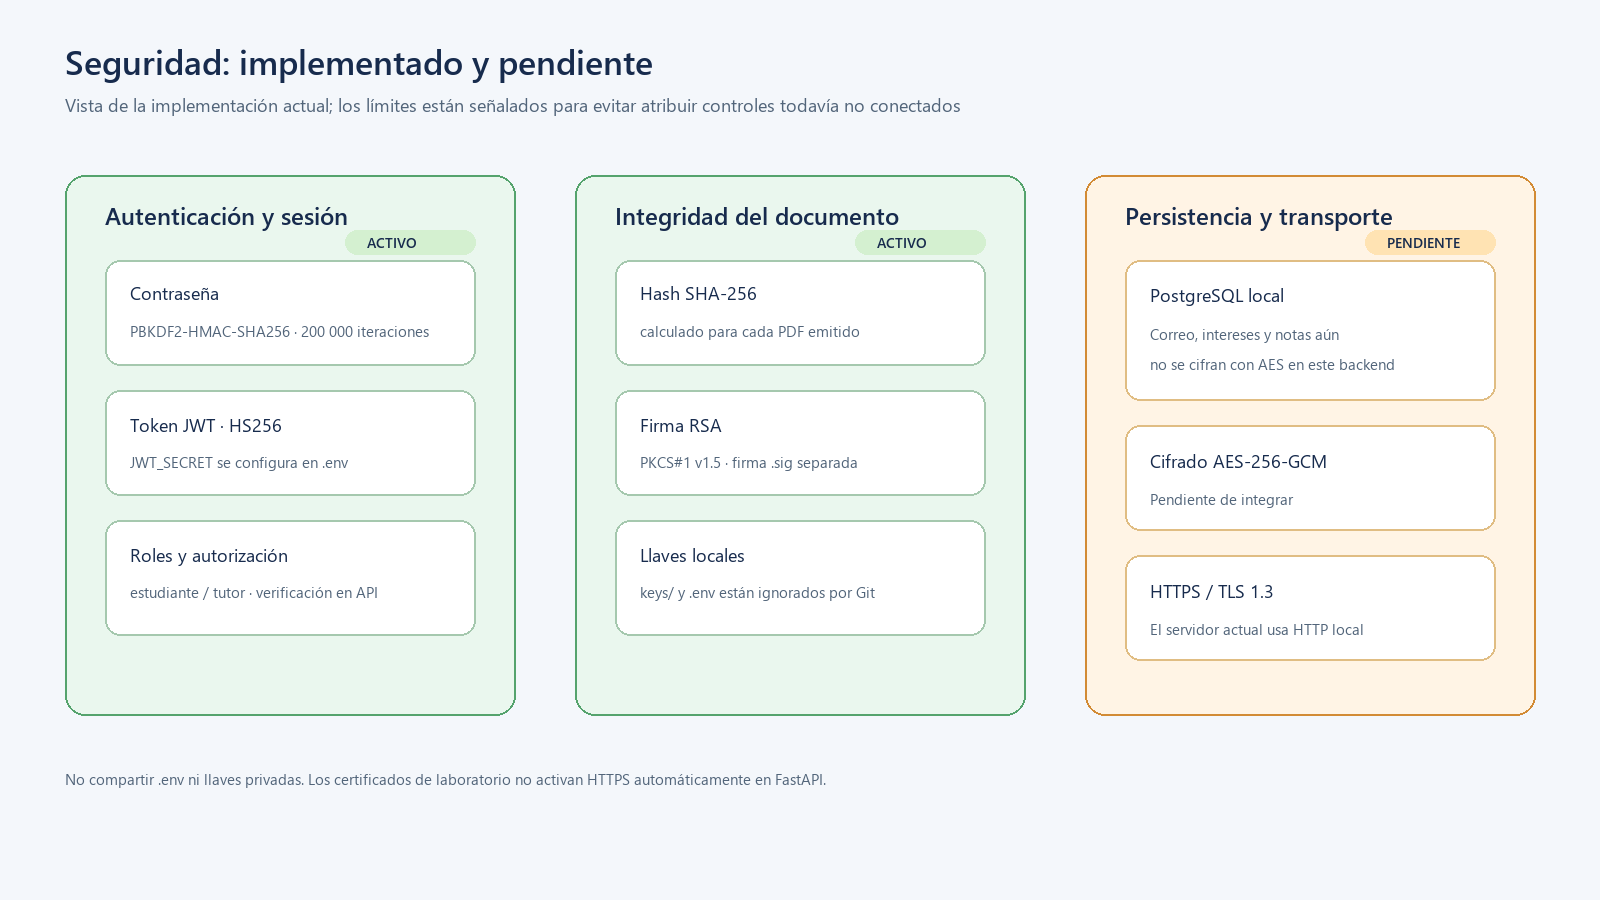 Seguridad: implementado y pendiente
Vista de la implementación actual; los límites están señalados para evitar atribuir controles todavía no conectados
Autenticación y sesión
ACTIVO
Contraseña
PBKDF2-HMAC-SHA256 · 200 000 iteraciones
Token JWT · HS256
JWT_SECRET se configura en .env
Roles y autorización
estudiante / tutor · verificación en API
Integridad del documento
ACTIVO
Hash SHA-256
calculado para cada PDF emitido
Firma RSA
PKCS#1 v1.5 · firma .sig separada
Llaves locales
keys/ y .env están ignorados por Git
Persistencia y transporte
PENDIENTE
PostgreSQL local
Correo, intereses y notas aún
no se cifran con AES en este backend
Cifrado AES-256-GCM
Pendiente de integrar
HTTPS / TLS 1.3
El servidor actual usa HTTP local
No compartir .env ni llaves privadas. Los certificados de laboratorio no activan HTTPS automáticamente en FastAPI.